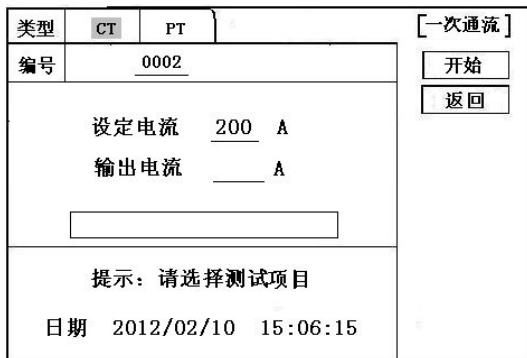 类型 CT PT [一次通流]
编号 0002 开始
返回
设定电流 200 A
输出电流 ____ A
提示：请选择测试项目
日期 2012/02/10 15:06:15